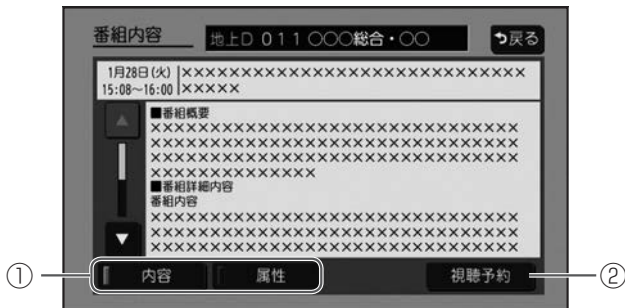 番組内容 地上D 011 ○○○総合・○○ 戻る
1月28日(火) ××××××××××××××××××××××××××××
15:08～16:00 ×××××
■番組概要
×××××××××××××××××××××××××××××××
×××××××××××××××××××××××××××××××
×××××××××××××××××××××××××××××××
××××××××××××××
■番組詳細内容
番組内容
×××××××××××××××××××××××××××××××
×××××××××××××××××××××××××××××××
×××××××××××××××××××××××××××××××
① 内容 属性 視聴予約 ②